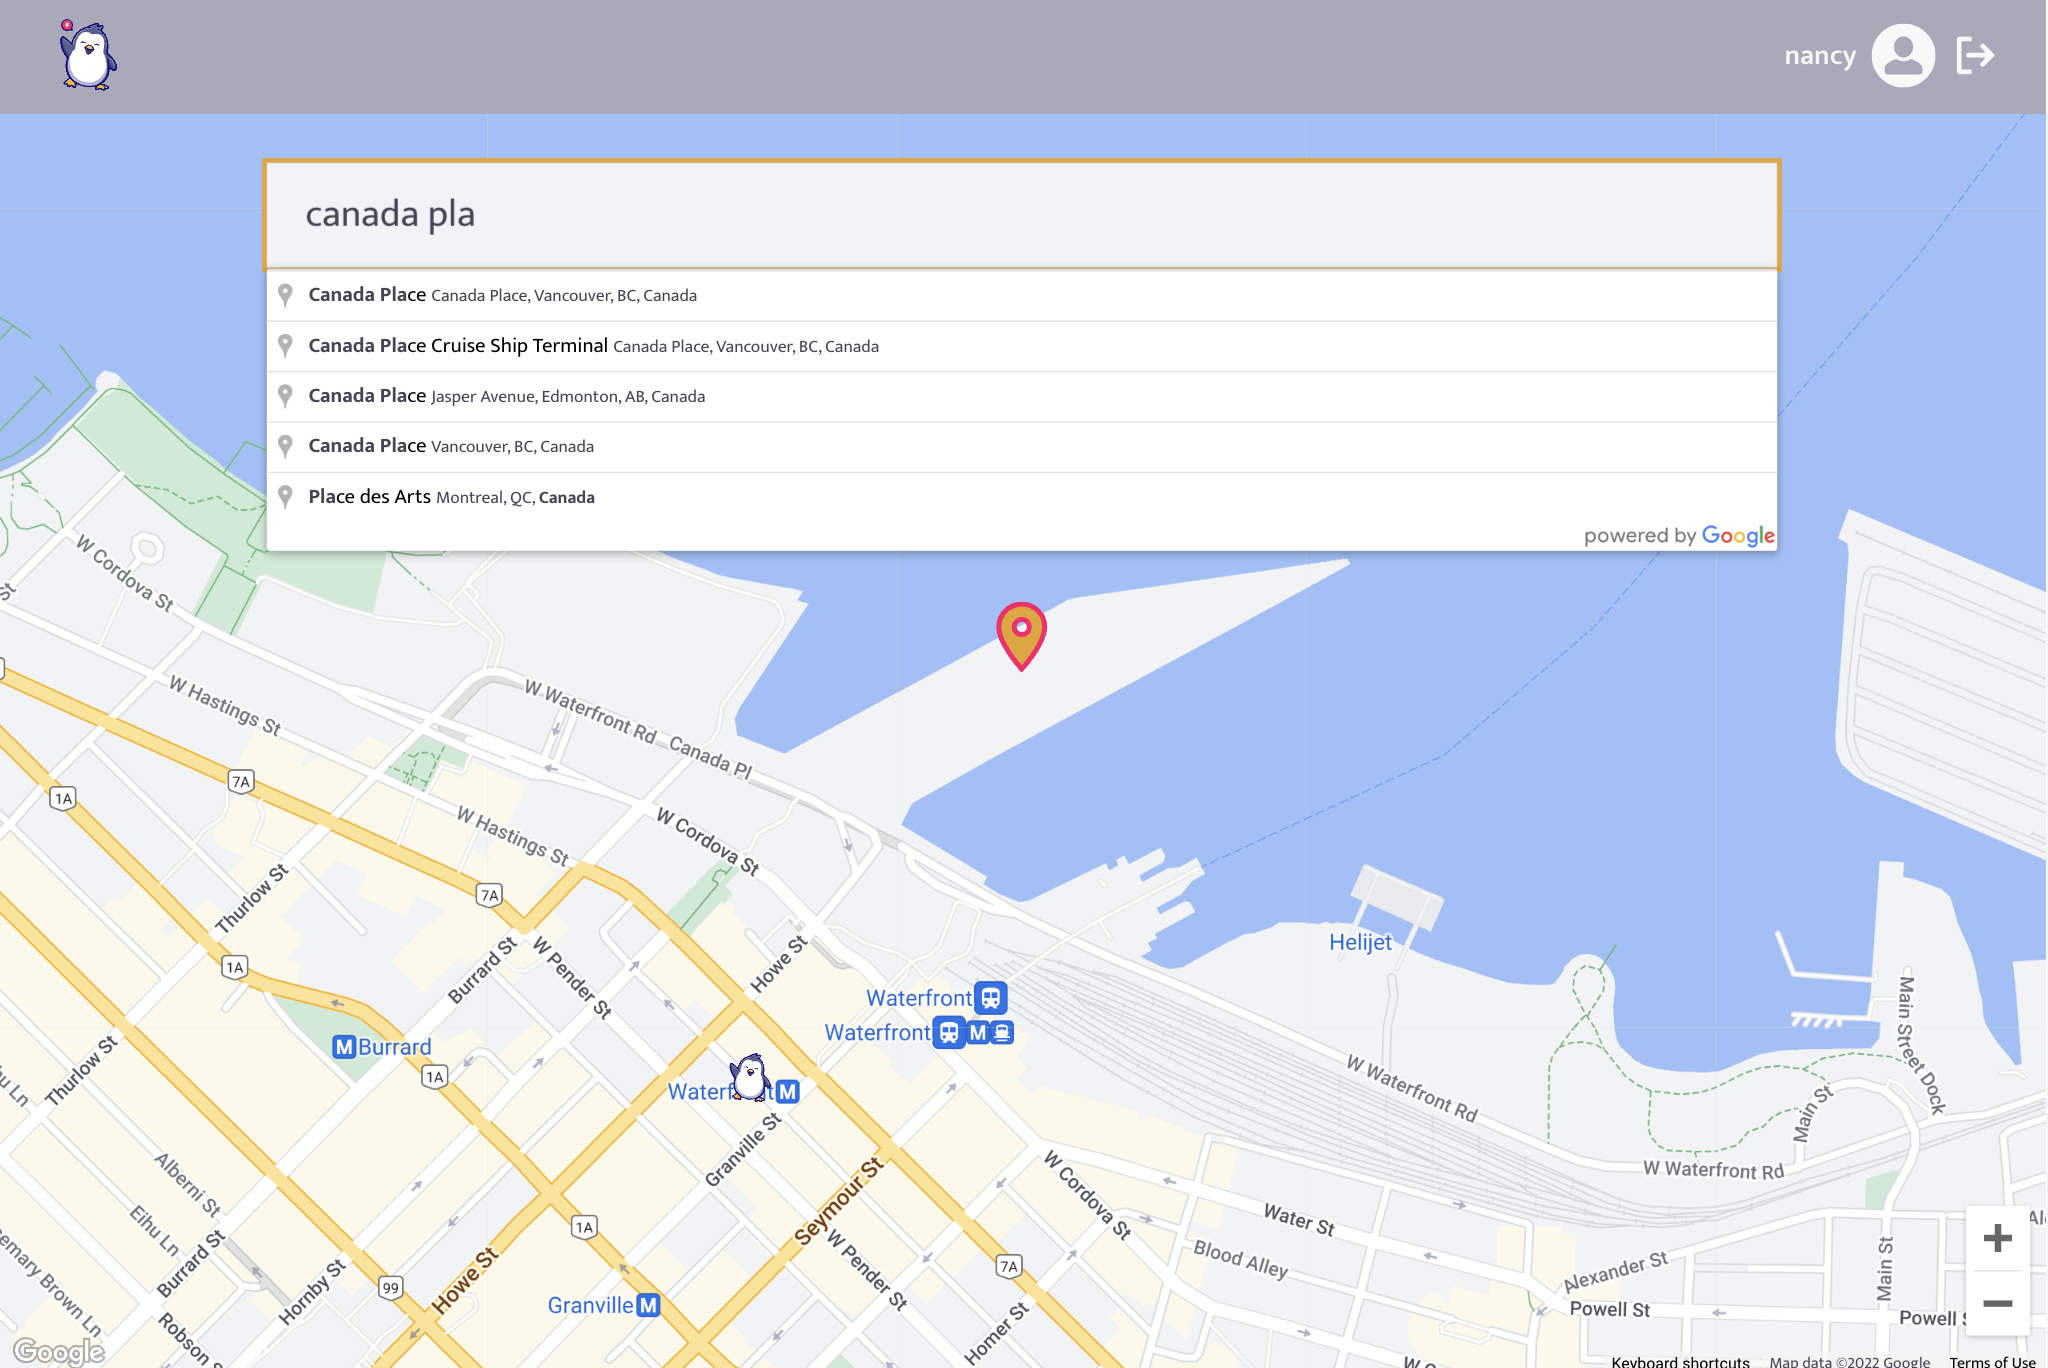 nancy
canada pla
Canada Place Canada Place, Vancouver, BC, Canada
Canada Place Cruise Ship Terminal Canada Place, Vancouver, BC, Canada
Canada Place Jasper Avenue, Edmonton, AB, Canada
Canada Place Vancouver, BC, Canada
Place des Arts Montreal, QC, Canada
powered by Google
St
W Cordova St
W Hastings St
W Waterfront Rd
Canada Pl
7A
1A
W Hastings St
W Cordova St
Thurlow St
7A
1A
Burrard St
W Pender St
Howe St
Helijet
Waterfront
Waterfront M
M Burrard
1A
M
Thurlow St
Granville St
W Waterfront Rd
Main Street Dock
Main St
W Waterfront Rd
Alberni St
Eihu Ln
Burrard St
Hornby St
Howe St
99
1A
Seymour St
W Pender St
W Cordova St
Water St
Blood Alley
7A
Granville M
Homer St
Robson S
Alexander St
Powell St
Main St
Powell
+
−
Google
Keyboard shortcuts
Map data ©2022 Google
Terms of Use